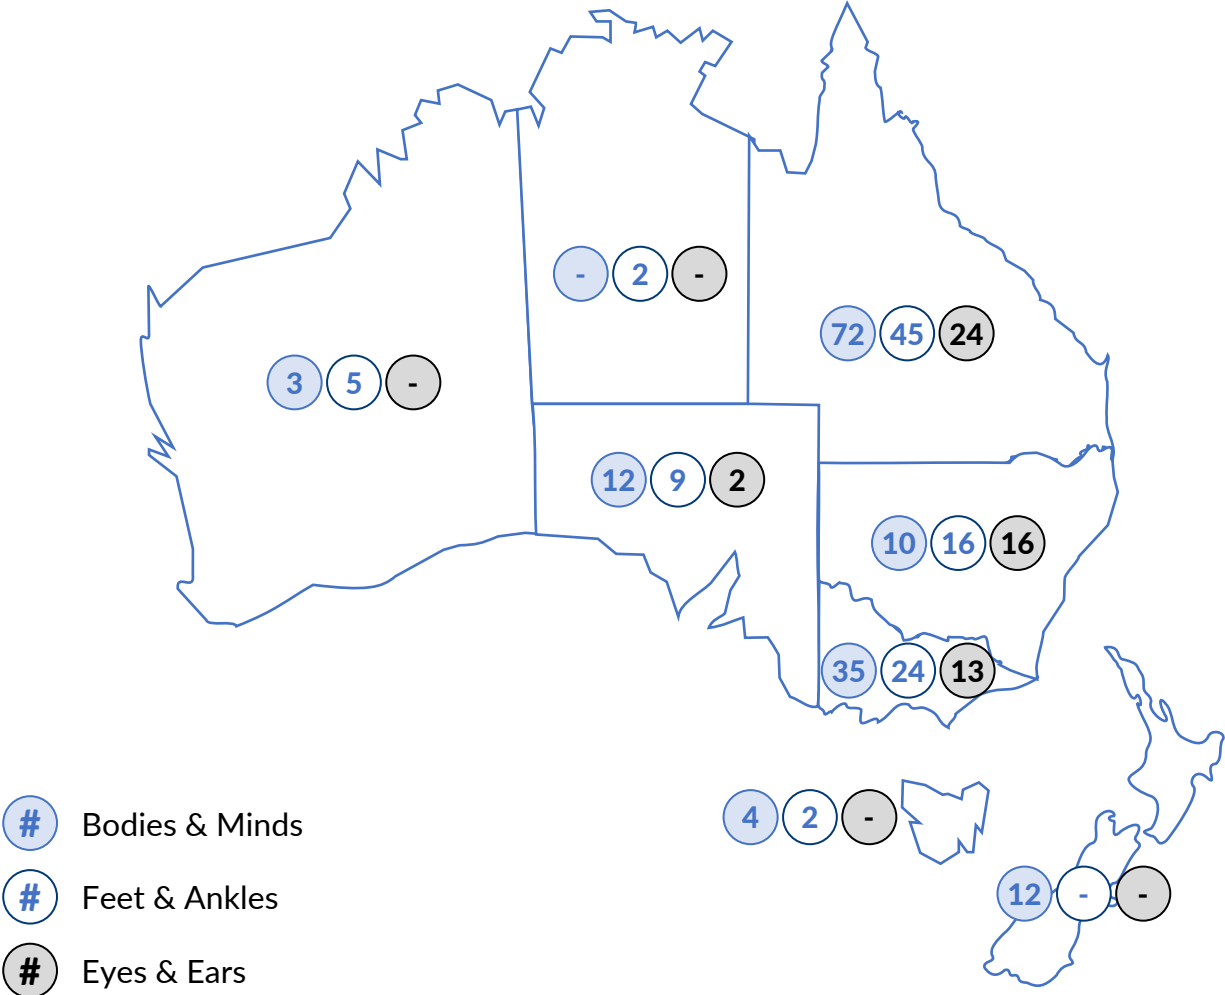 - 2 -
72 45 24
3 5 -
12 9 2
10 16 16
35 24 13
4 2 -
# Bodies & Minds
12 - -
# Feet & Ankles
# Eyes & Ears